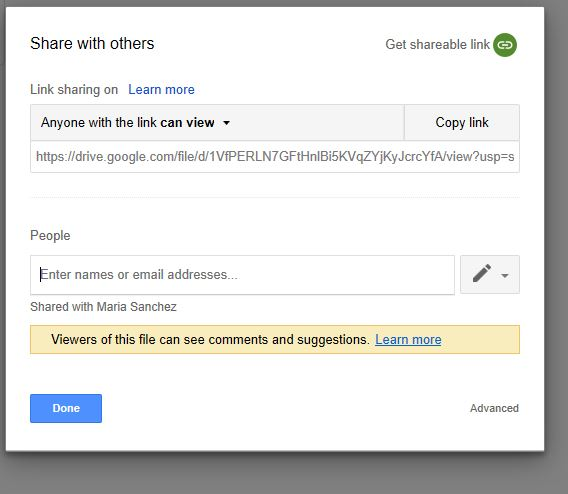 Share with others
Get shareable link
Link sharing on Learn more
Anyone with the link can view
Copy link
https://drive.google.com/file/d/1VfPERLN7GFtHnlBi5KVqZYjKyJcrcYfA/view?usp=s
People
Enter names or email addresses...
Shared with Maria Sanchez
Viewers of this file can see comments and suggestions. Learn more
Done
Advanced